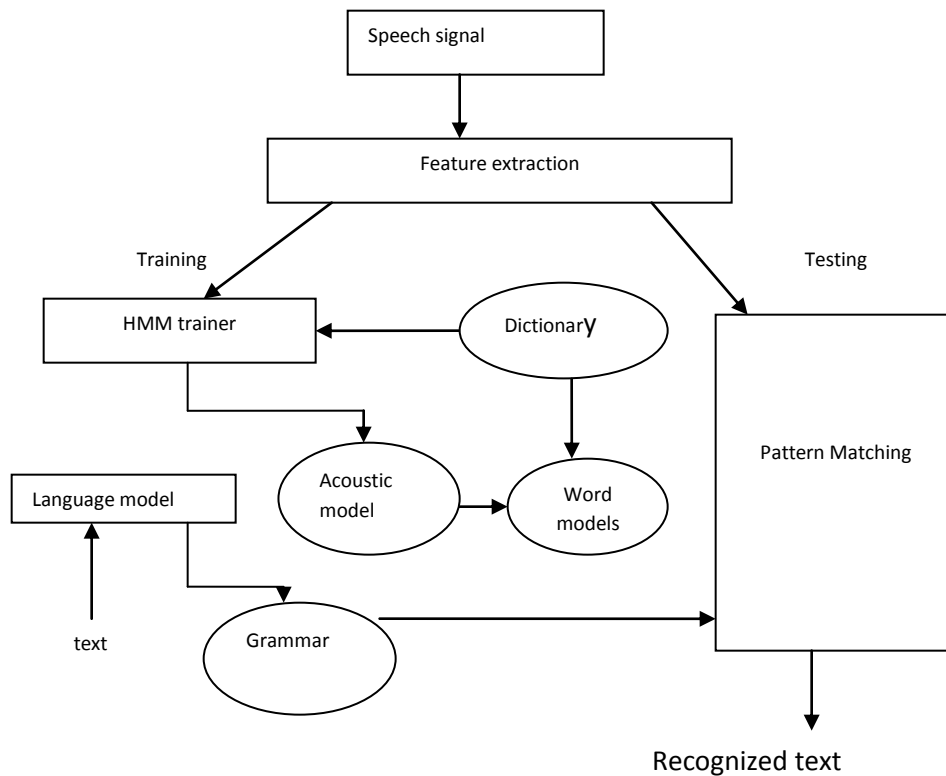 Speech signal
Feature extraction
Training
Testing
HMM trainer
Dictionary
Pattern Matching
Acoustic
model
Word
models
Language model
text
Grammar
Recognized text